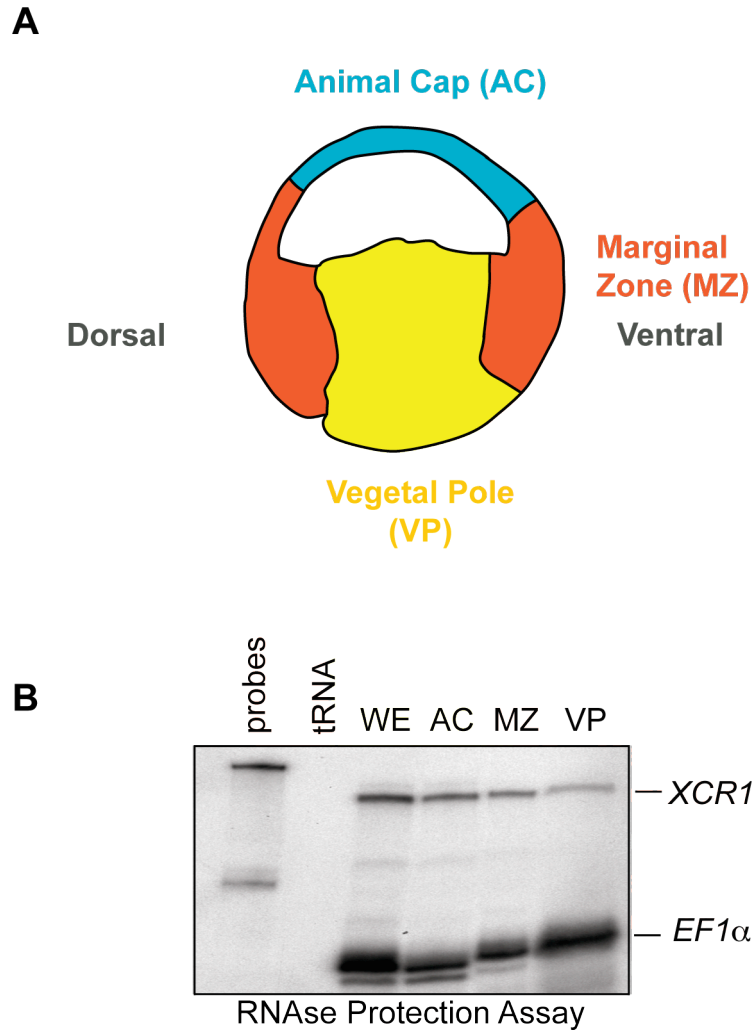 A
Animal Cap (AC)
Marginal
Zone (MZ)
Dorsal
Ventral
Vegetal Pole
(VP)
B
probes
tRNA
WE
AC
MZ
VP
XCR1
EF1α
RNAse Protection Assay